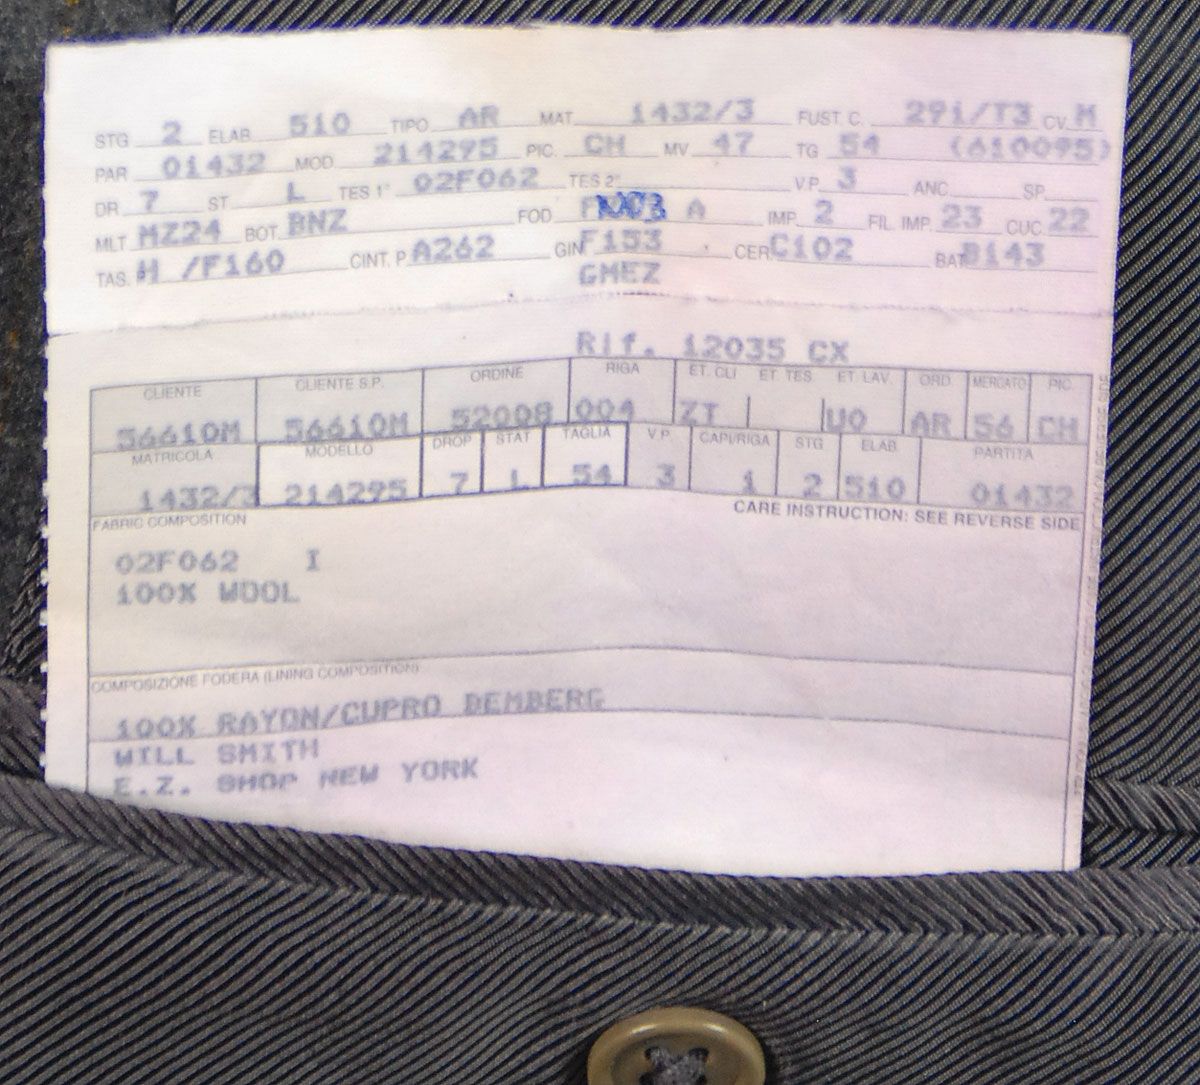 STG 2 ELAB 510 TIPO AR MAT. 1432/3 FUST C. 291/T3 CV. M
PAR 01432 MOD. 214295 PIC. CH MV 47 TG 54 (610095)
DR 7 ST L TES 1° 02F062 TES 2° V.P. 3 ANC. SP.
MLT MZ24 BOT. BNZ FOD A IMP. 2 FIL. IMP. 23 CUC. 22
TAS. H /F160 CINT. P. A262 GIN F153 CER C102 BAT B143
GMEZ
Rif. 12035 CX
CLIENTE CLIENTE S.P. ORDINE RIGA ET. CLI ET TES ET. LAV. ORD. MERCATO PIC.
56610M 56610M 52008 004 ZT UO AR 56 CH
MATRICOLA MODELLO DROP STAT TAGLIA V.P. CAPI/RIGA STG ELAB. PARTITA
1432/3 214295 7 L 54 3 1 2 510 01432
FABRIC COMPOSITION CARE INSTRUCTION: SEE REVERSE SIDE
02F062 I
100% WOOL
COMPOSIZIONE FODERA (LINING COMPOSITION)
100% RAYON/CUPRO BEMBERG
WILL SMITH
E.Z. SHOP NEW YORK